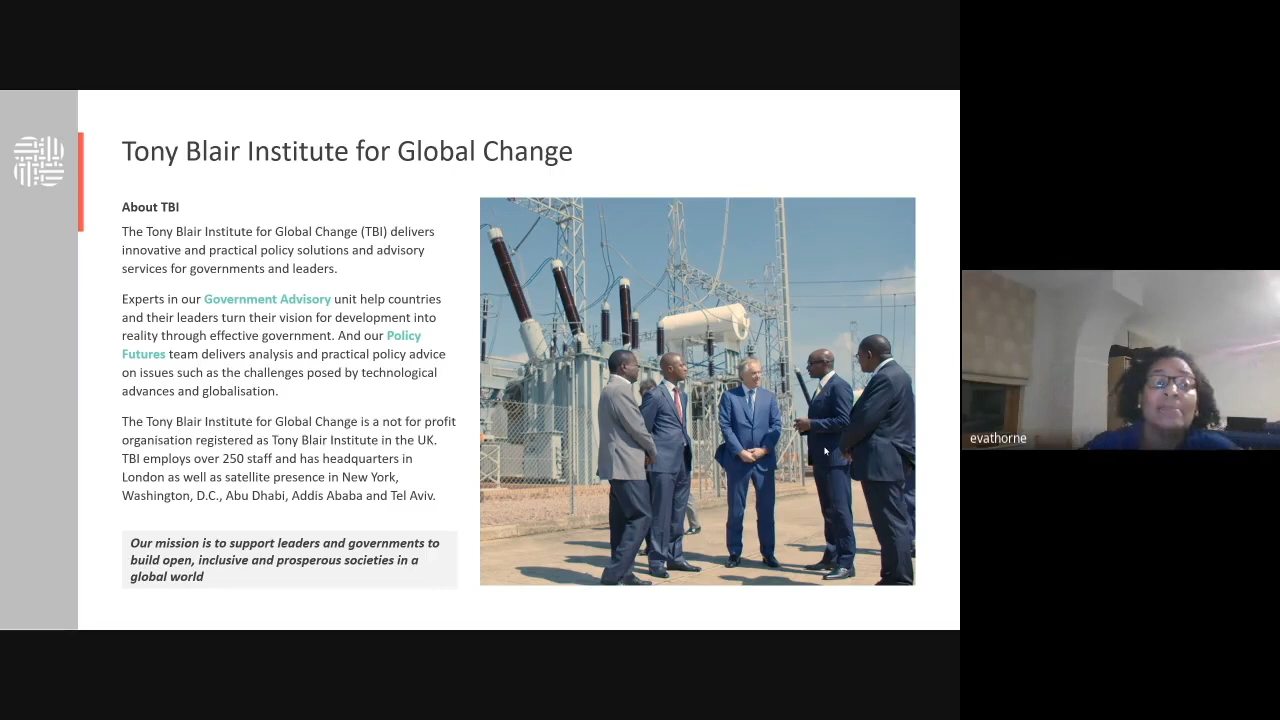 Tony Blair Institute for Global Change
About TBI
The Tony Blair Institute for Global Change (TBI) delivers
innovative and practical policy solutions and advisory
services for governments and leaders.
Experts in our Government Advisory unit help countries
and their leaders turn their vision for development into
reality through effective government. And our Policy
Futures team delivers analysis and practical policy advice
on issues such as the challenges posed by technological
advances and globalisation.
The Tony Blair Institute for Global Change is a not for profit
organisation registered as Tony Blair Institute in the UK.
TBI employs over 250 staff and has headquarters in
London as well as satellite presence in New York,
Washington, D.C., Abu Dhabi, Addis Ababa and Tel Aviv.
Our mission is to support leaders and governments to
build open, inclusive and prosperous societies in a
global world
evathorne